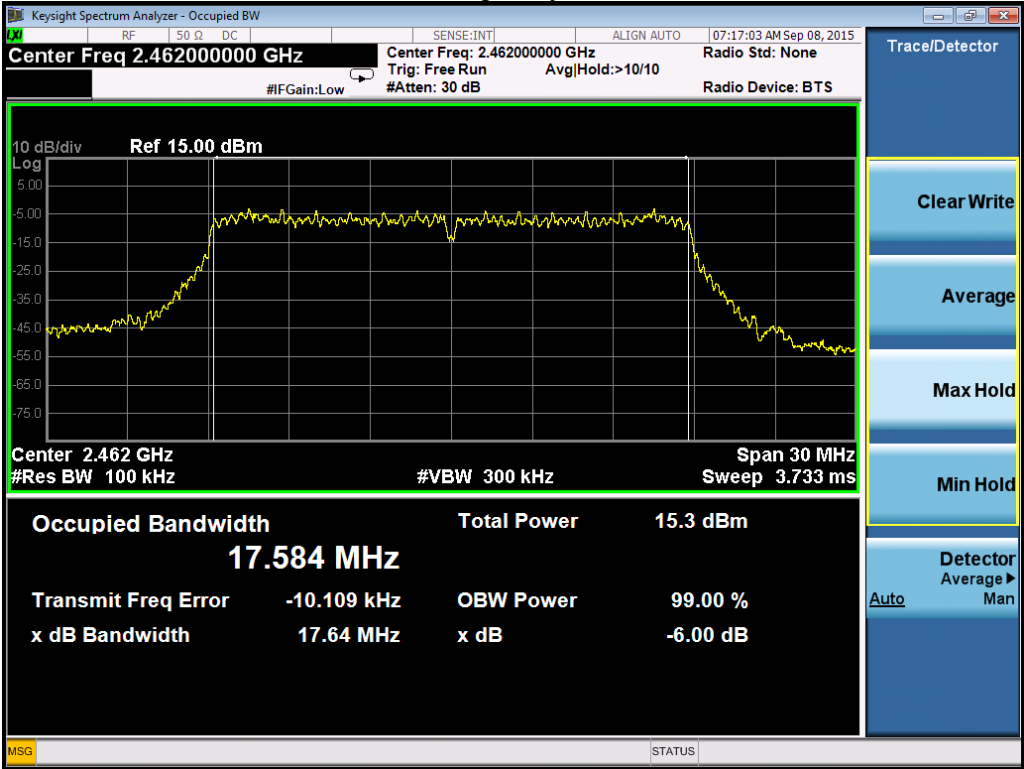 Keysight Spectrum Analyzer - Occupied BW
LXI RF 50 Ω DC SENSE:INT ALIGN AUTO 07:17:03 AM Sep 08, 2015
Center Freq 2.462000000 GHz
Center Freq: 2.462000000 GHz
Radio Std: None
Trig: Free Run Avg|Hold:>10/10
#IFGain:Low
#Atten: 30 dB
Radio Device: BTS
Trace/Detector
10 dB/div Ref 15.00 dBm
Log
5.00
-5.00
-15.0
-25.0
-35.0
-45.0
-55.0
-65.0
-75.0
Center 2.462 GHz
Span 30 MHz
#Res BW 100 kHz
#VBW 300 kHz
Sweep 3.733 ms
Occupied Bandwidth
Total Power 15.3 dBm
17.584 MHz
Transmit Freq Error -10.109 kHz
OBW Power 99.00 %
x dB Bandwidth 17.64 MHz
x dB -6.00 dB
Clear Write
Average
Max Hold
Min Hold
Detector
Average
Auto Man
MSG
STATUS